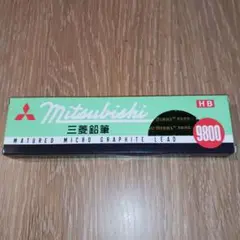 HB
mitsubishi
三菱鉛筆
9800
MATURED MICRO GRAPHITE LEAD